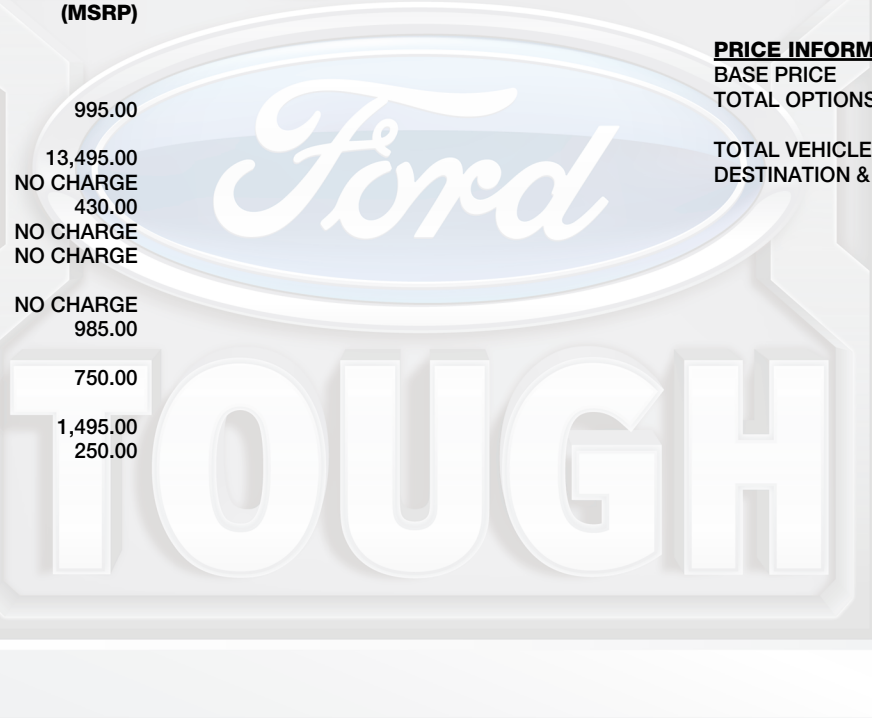 (MSRP)
995.00
13,495.00
NO CHARGE
430.00
NO CHARGE
NO CHARGE
NO CHARGE
985.00
750.00
1,495.00
250.00
PRICE INFORM
BASE PRICE
TOTAL OPTIONS
TOTAL VEHICLE
DESTINATION &
Ford
TOUGH